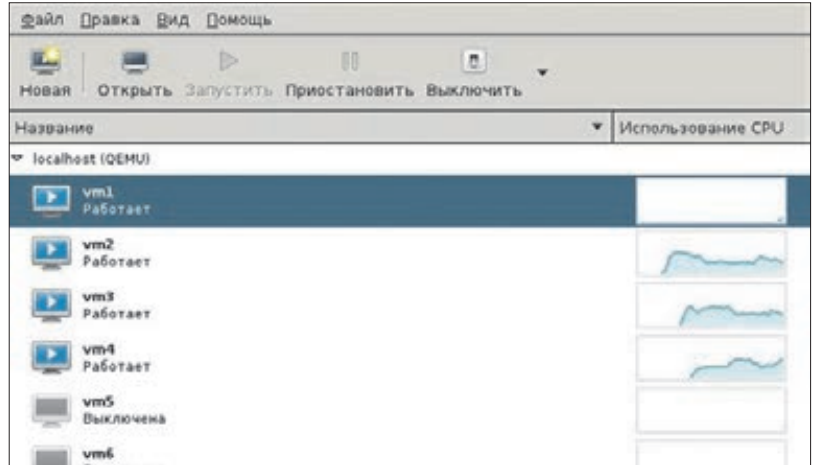 Файл Правка Вид Помощь
Новая Открыть Запустить Приостановить Выключить
Название Использование CPU
localhost (QEMU)
vm1
Работает
vm2
Работает
vm3
Работает
vm4
Работает
vm5
Выключена
vm6